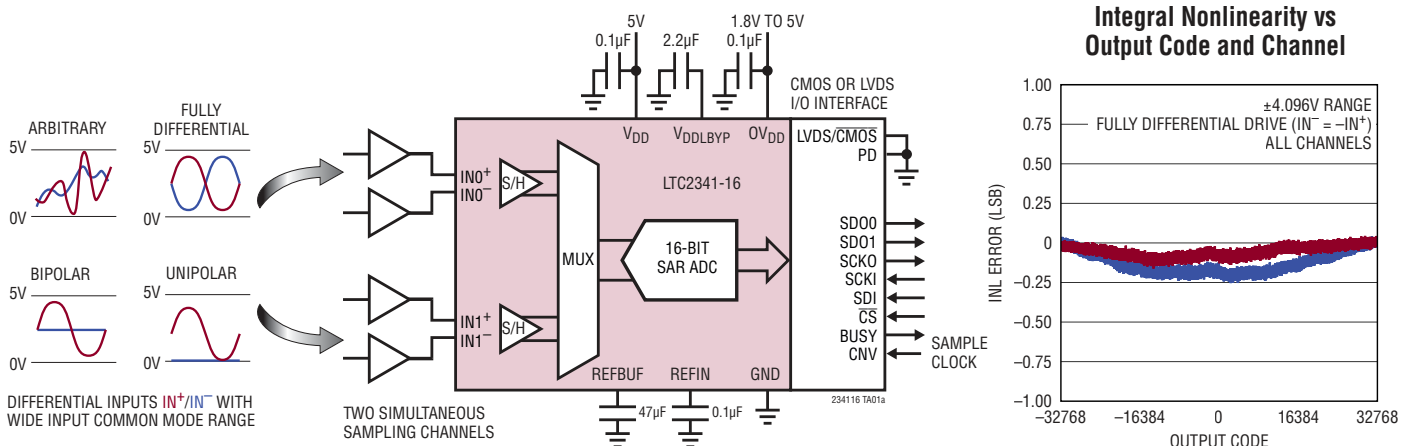 Integral Nonlinearity vs
Output Code and Channel
ARBITRARY
5V
0V
FULLY
DIFFERENTIAL
5V
0V
BIPOLAR
5V
0V
UNIPOLAR
5V
0V
DIFFERENTIAL INPUTS IN+/IN– WITH
WIDE INPUT COMMON MODE RANGE
TWO SIMULTANEOUS
SAMPLING CHANNELS
5V
0.1µF
2.2µF
1.8V TO 5V
0.1µF
CMOS OR LVDS
I/O INTERFACE
VDD
VDDLBYP
OVDD
LTC2341-16
IN0+
IN0–
S/H
IN1+
IN1–
S/H
MUX
16-BIT
SAR ADC
REFBUF
REFIN
GND
47µF
0.1µF
LVDS/CMOS
PD
SDO0
SDO1
SCKO
SCKI
SDI
CS
BUSY
CNV
SAMPLE
CLOCK
234116 TA01a
±4.096V RANGE
FULLY DIFFERENTIAL DRIVE (IN– = –IN+)
ALL CHANNELS
INL ERROR (LSB)
1.00
0.75
0.50
0.25
0
–0.25
–0.50
–0.75
–1.00
–32768
–16384
0
16384
32768
OUTPUT CODE